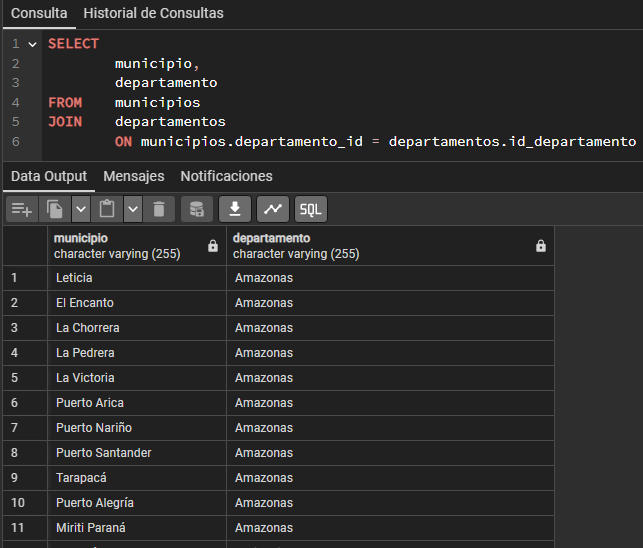 Consulta Historial de Consultas
1 SELECT
2 municipio,
3 departamento
4 FROM municipios
5 JOIN departamentos
6 ON municipios.departamento_id = departamentos.id_departamento
Data Output Mensajes Notificaciones
SQL
municipio departamento
character varying (255) character varying (255)
1 Leticia Amazonas
2 El Encanto Amazonas
3 La Chorrera Amazonas
4 La Pedrera Amazonas
5 La Victoria Amazonas
6 Puerto Arica Amazonas
7 Puerto Nariño Amazonas
8 Puerto Santander Amazonas
9 Tarapacá Amazonas
10 Puerto Alegría Amazonas
11 Miriti Paraná Amazonas